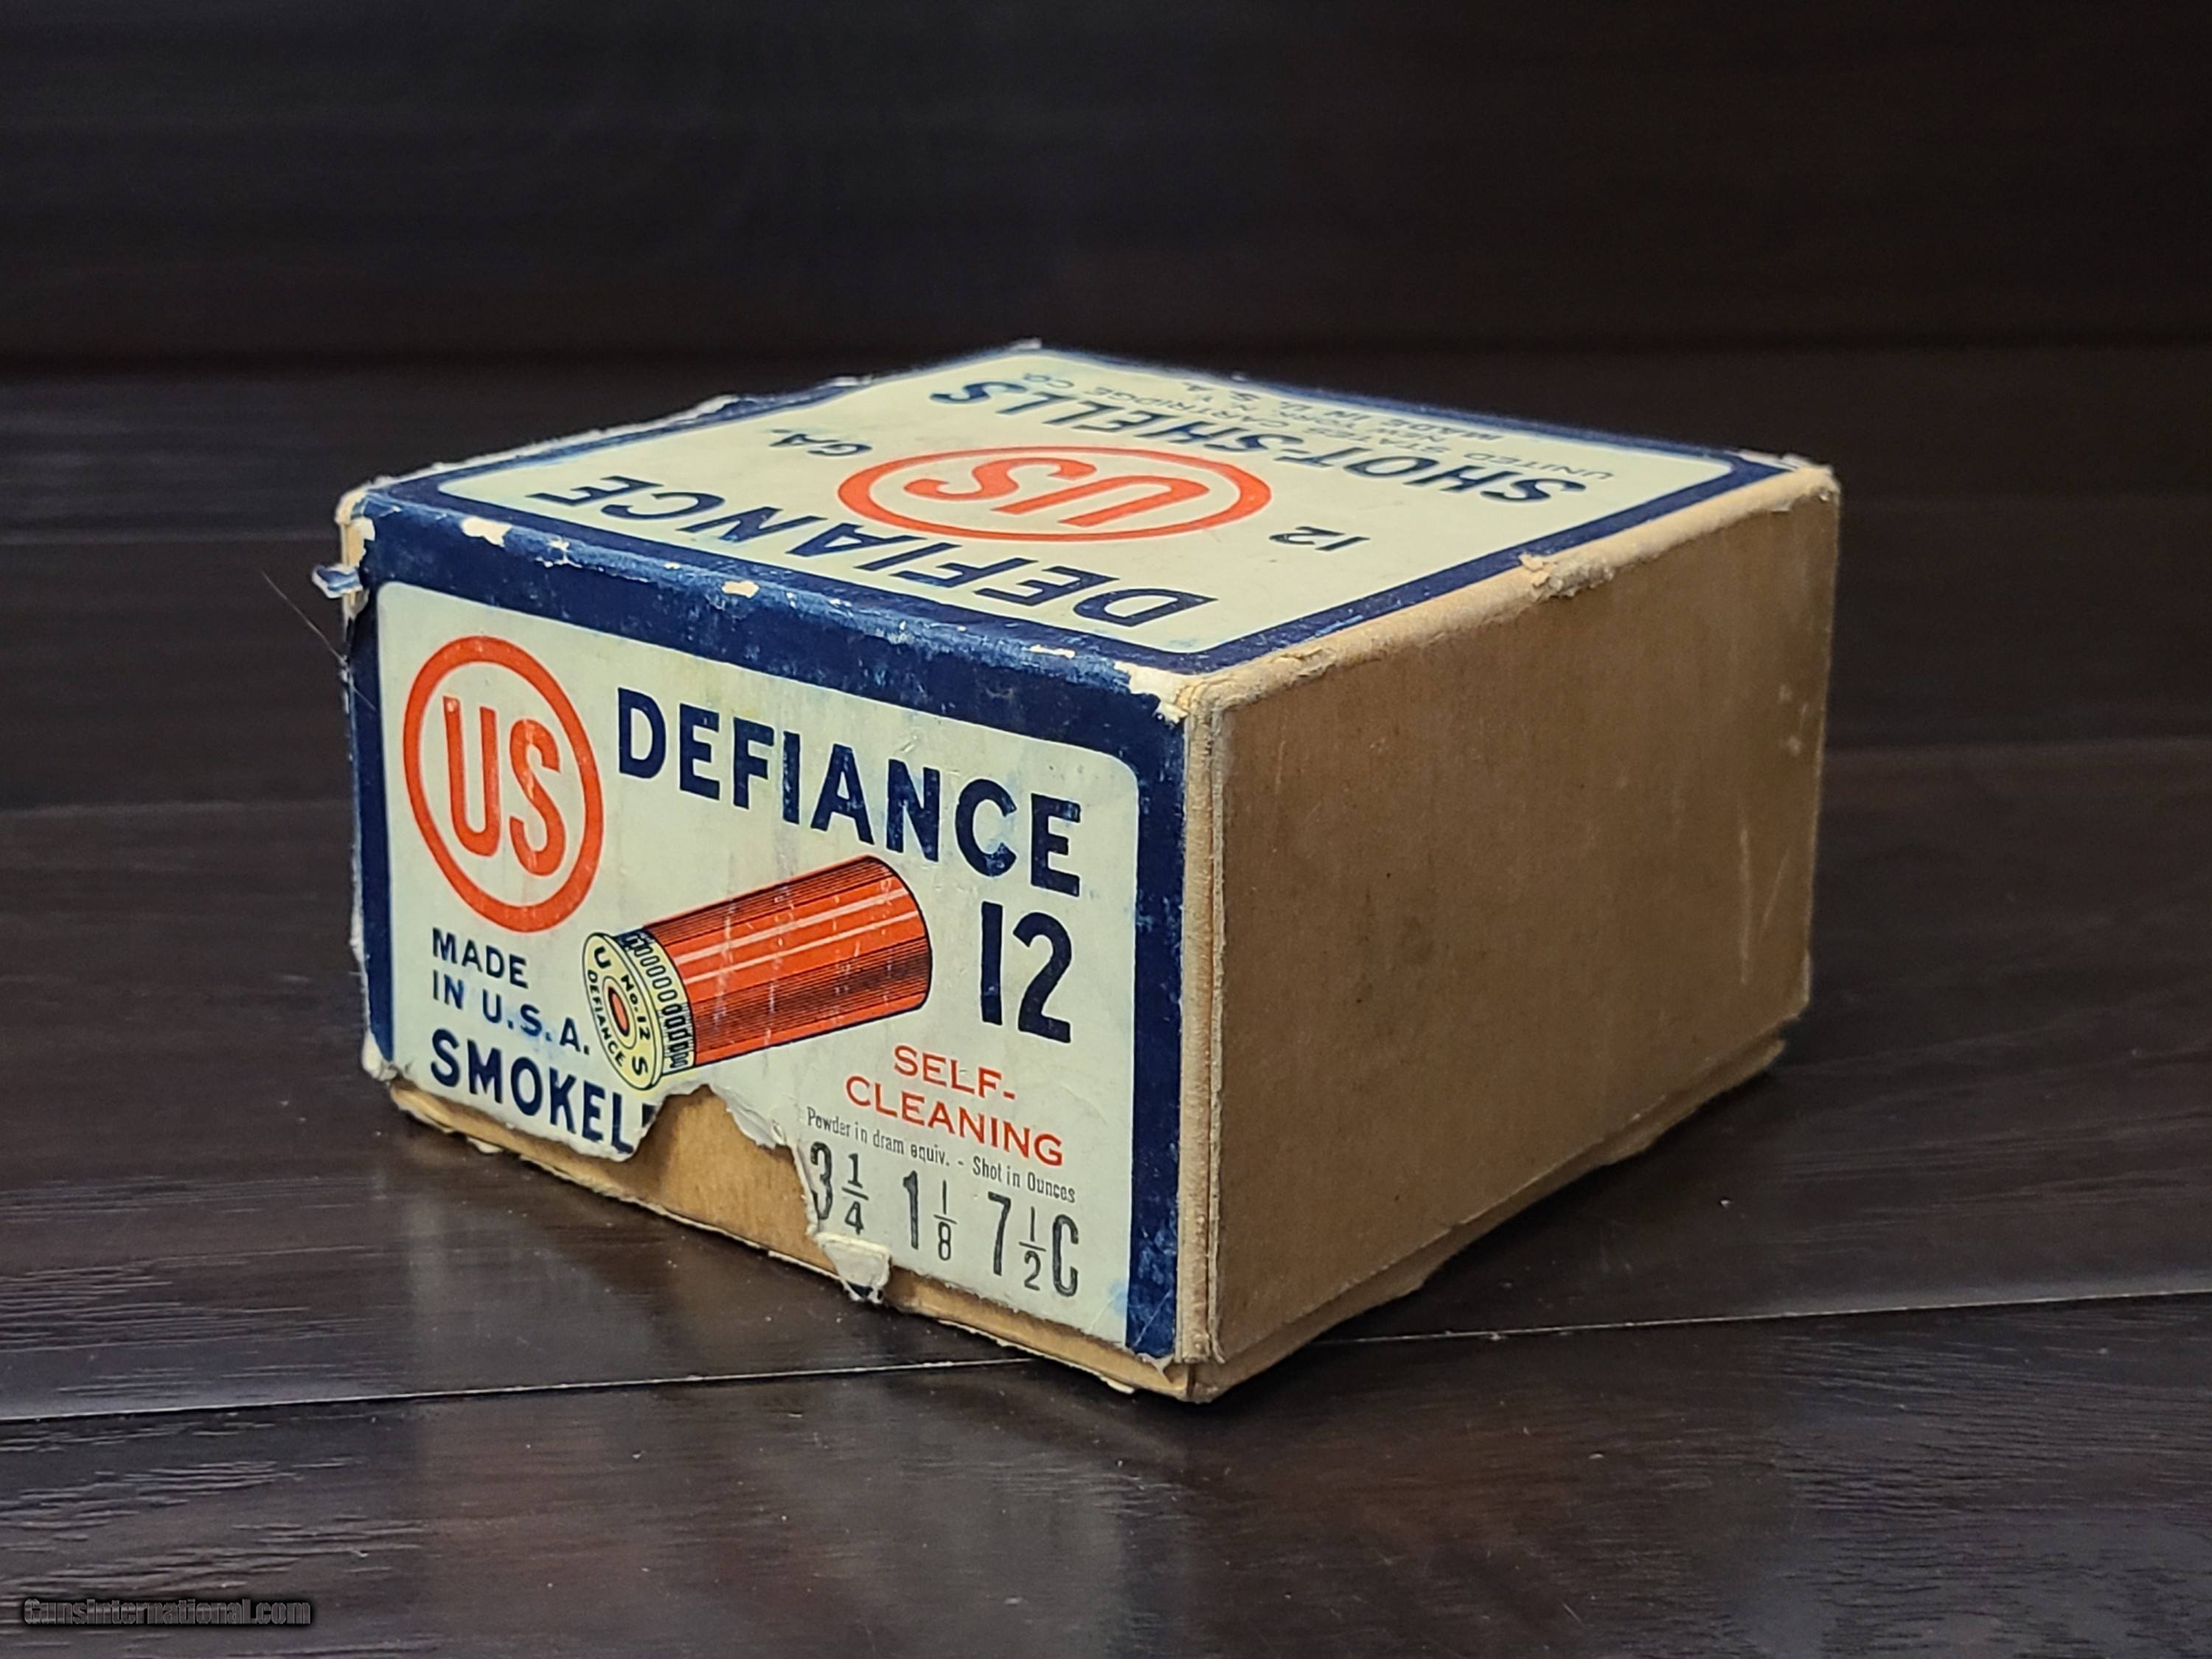 DEFIANCE
12 US GA.
SHOT-SHELLS
UNITED STATES CARTRIDGE CO.
NEW YORK, N.Y.
MADE IN U.S.A.
US DEFIANCE
12
MADE
IN U.S.A.
U No.12 S
DEFIANCE
SMOKEL
SELF-
CLEANING
Powder in dram equiv. - Shot in Ounces
3 1/4 1 1/8 7 1/2 C
GunsInternational.com